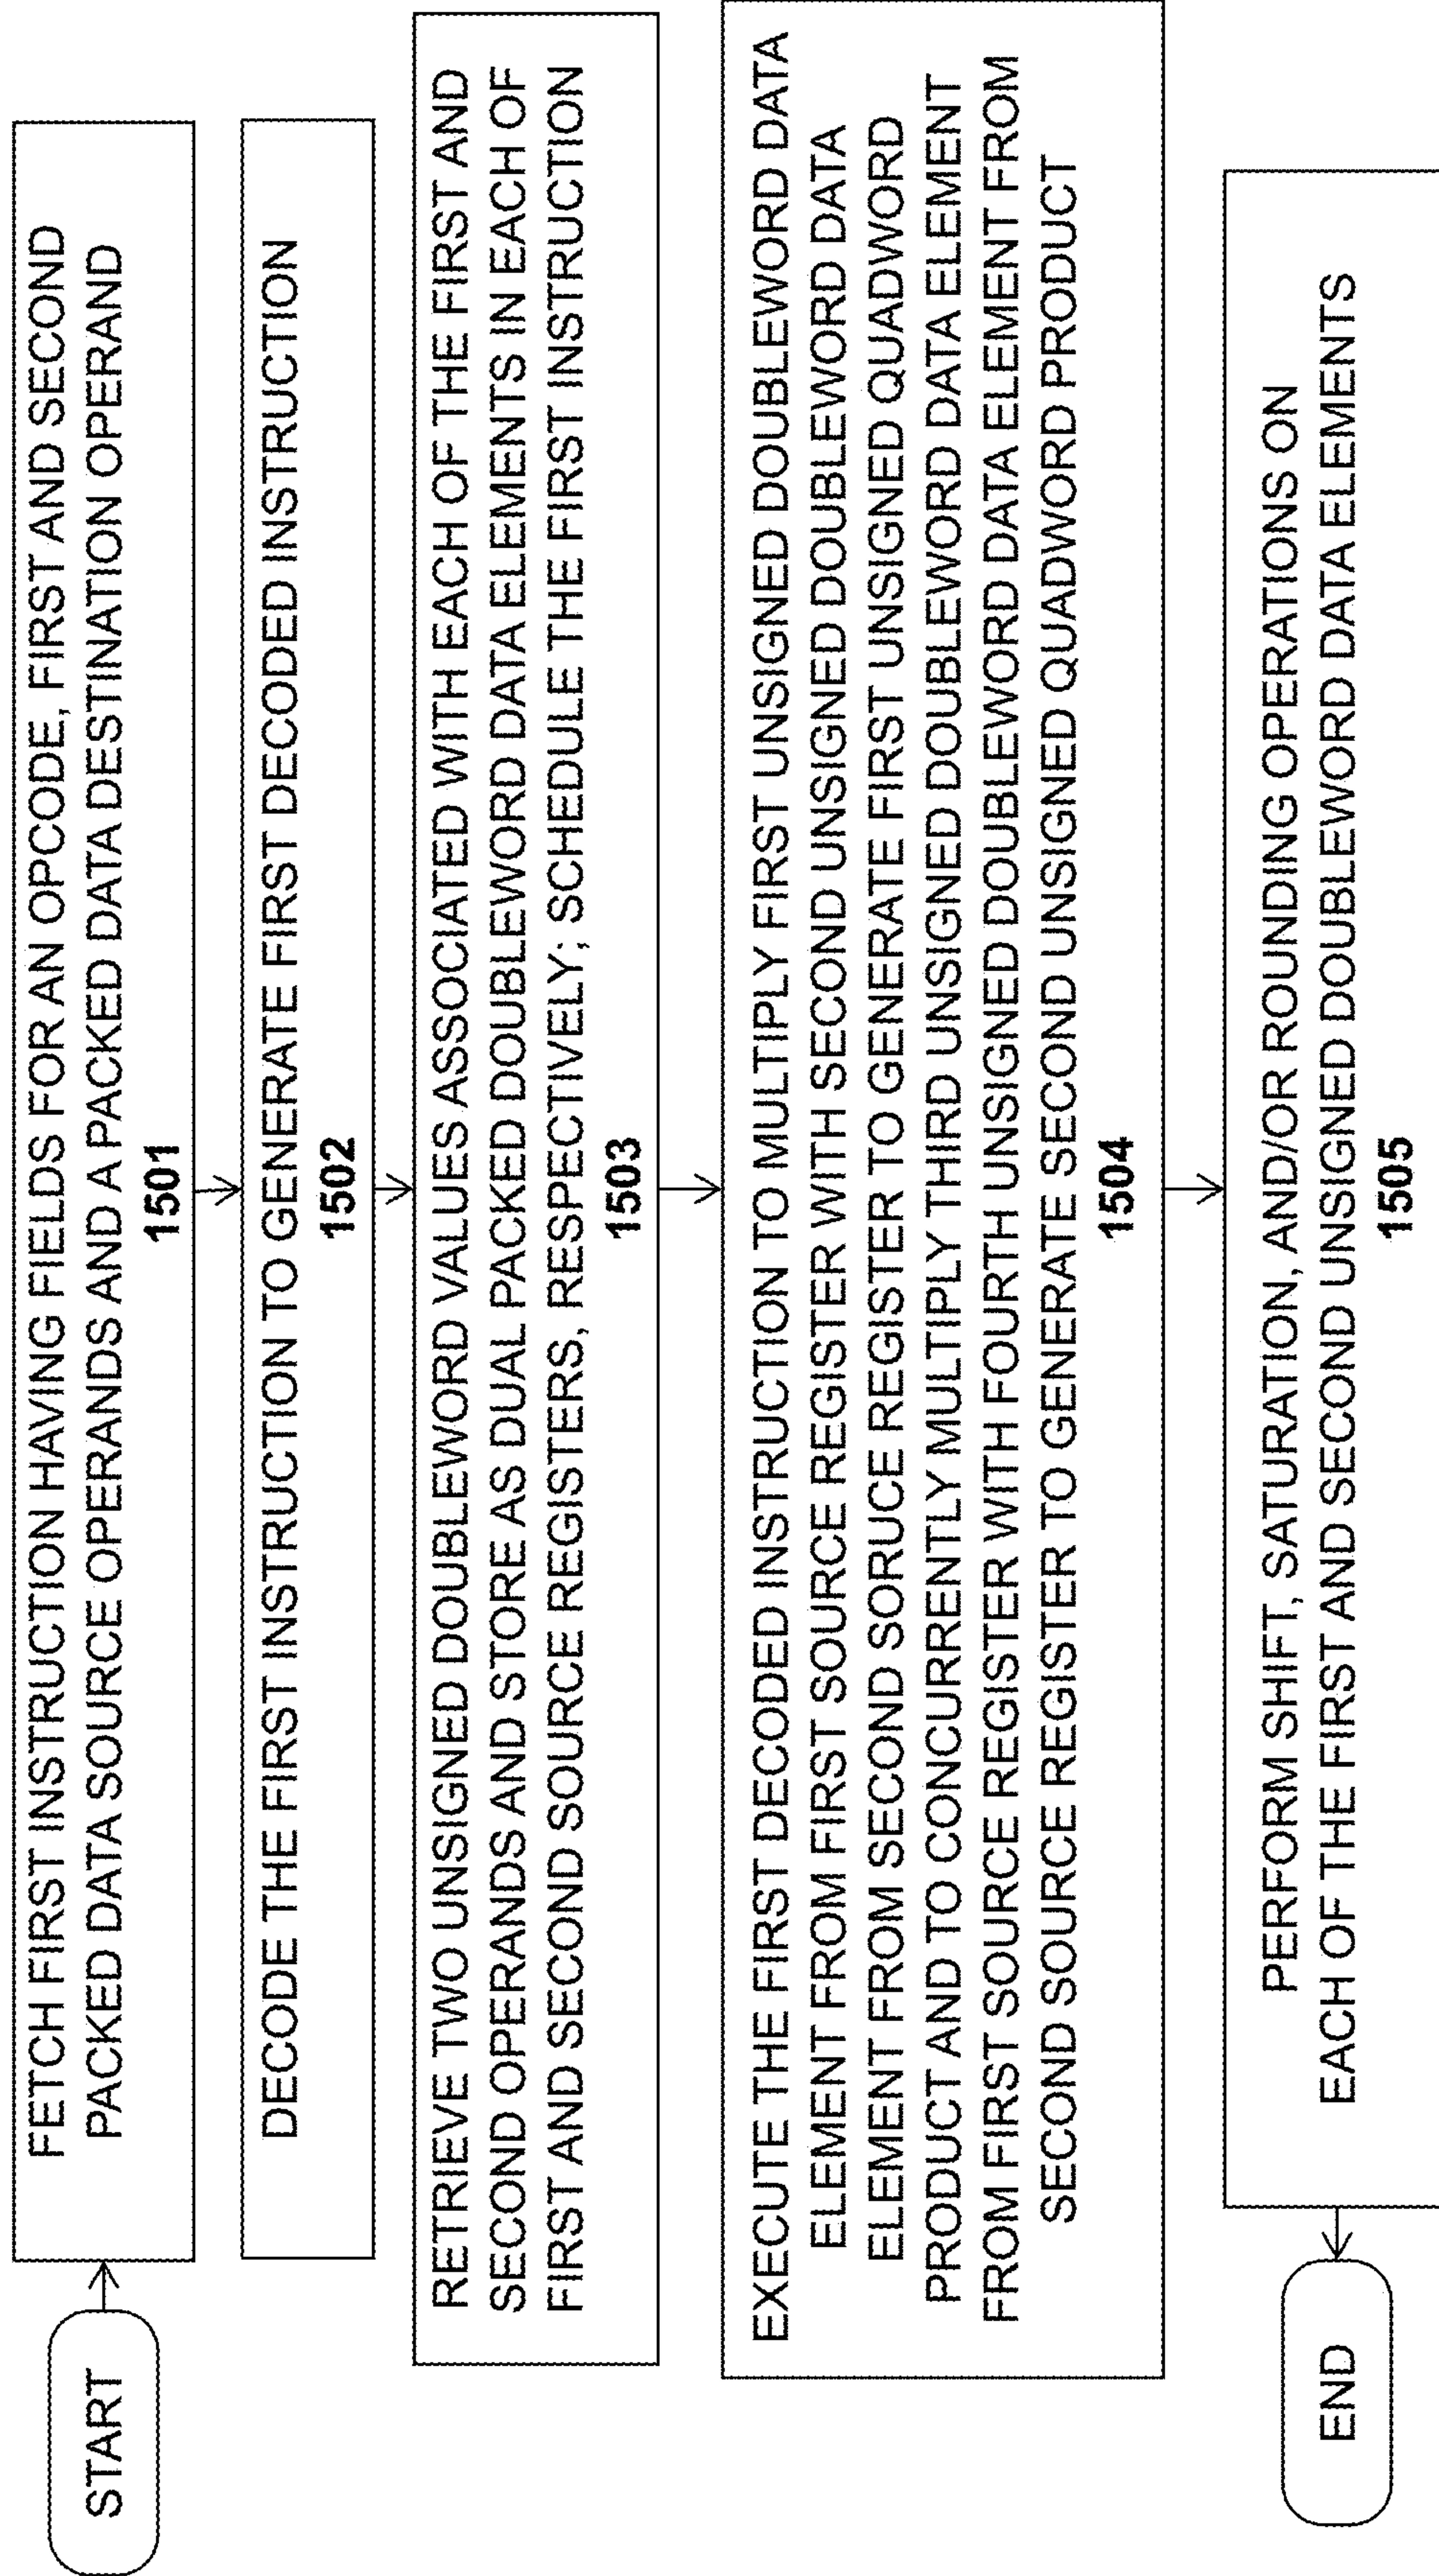 START
FETCH FIRST INSTRUCTION HAVING FIELDS FOR AN OPCODE, FIRST AND SECOND
PACKED DATA SOURCE OPERANDS AND A PACKED DATA DESTINATION OPERAND
1501
DECODE THE FIRST INSTRUCTION TO GENERATE FIRST DECODED INSTRUCTION
1502
RETRIEVE TWO UNSIGNED DOUBLEWORD VALUES ASSOCIATED WITH EACH OF THE FIRST AND
SECOND OPERANDS AND STORE AS DUAL PACKED DOUBLEWORD DATA ELEMENTS IN EACH OF
FIRST AND SECOND SOURCE REGISTERS, RESPECTIVELY; SCHEDULE THE FIRST INSTRUCTION
1503
EXECUTE THE FIRST DECODED INSTRUCTION TO MULTIPLY FIRST UNSIGNED DOUBLEWORD DATA
ELEMENT FROM FIRST SOURCE REGISTER WITH SECOND UNSIGNED DOUBLEWORD DATA
ELEMENT FROM SECOND SORUCE REGISTER TO GENERATE FIRST UNSIGNED QUADWORD
PRODUCT AND TO CONCURRENTLY MULTIPLY THIRD UNSIGNED DOUBLEWORD DATA ELEMENT
FROM FIRST SOURCE REGISTER WITH FOURTH UNSIGNED DOUBLEWORD DATA ELEMENT FROM
SECOND SOURCE REGISTER TO GENERATE SECOND UNSIGNED QUADWORD PRODUCT
1504
PERFORM SHIFT, SATURATION, AND/OR ROUNDING OPERATIONS ON
EACH OF THE FIRST AND SECOND UNSIGNED DOUBLEWORD DATA ELEMENTS
1505
END